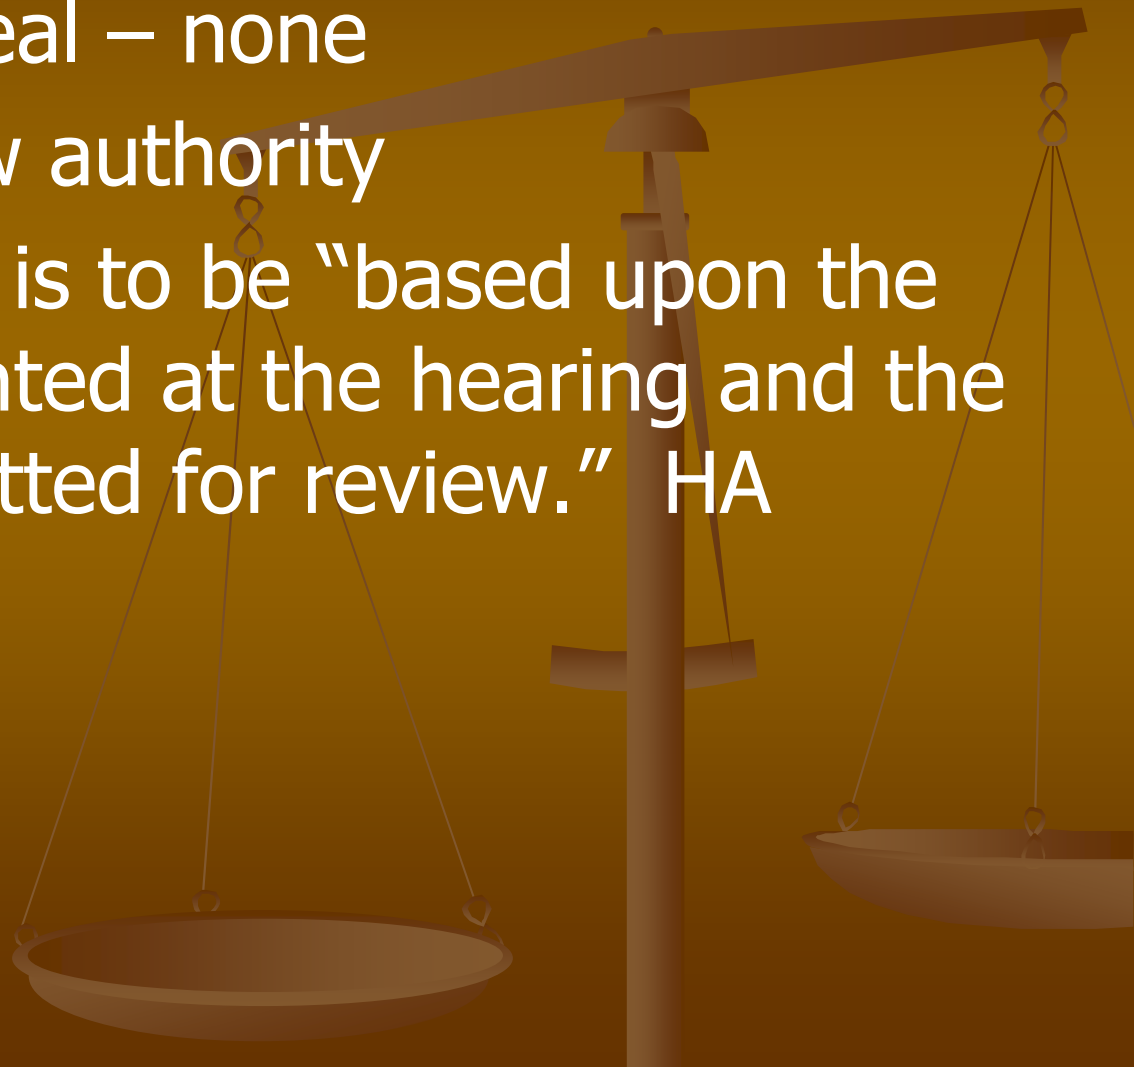 eal – none
w authority
is to be “based upon the
nted at the hearing and the
tted for review.” HA